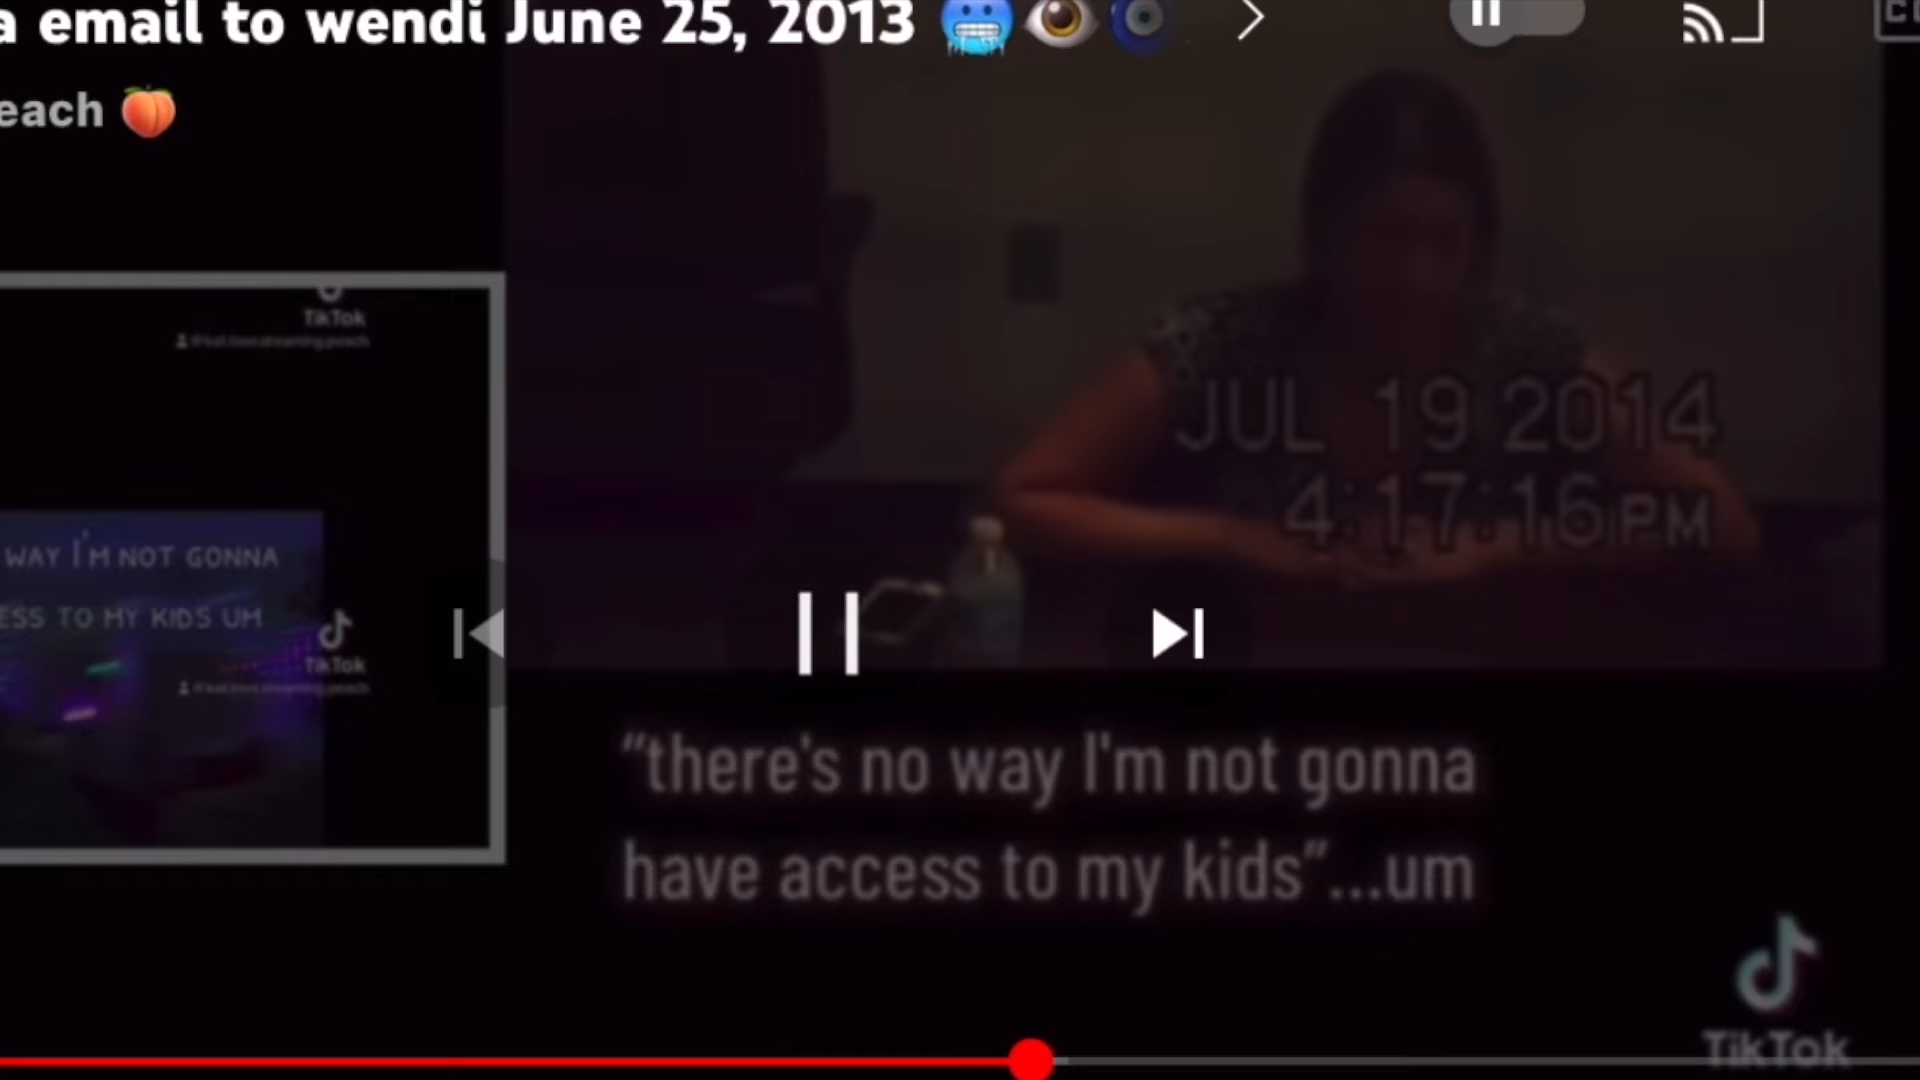 a email to wendi June 25, 2013
each
TikTok
WAY I'M NOT GONNA
ESS TO MY KIDS UM
TikTok
JUL 19 2014
4:17:16PM
“there's no way I'm not gonna
have access to my kids”...um
TikTok